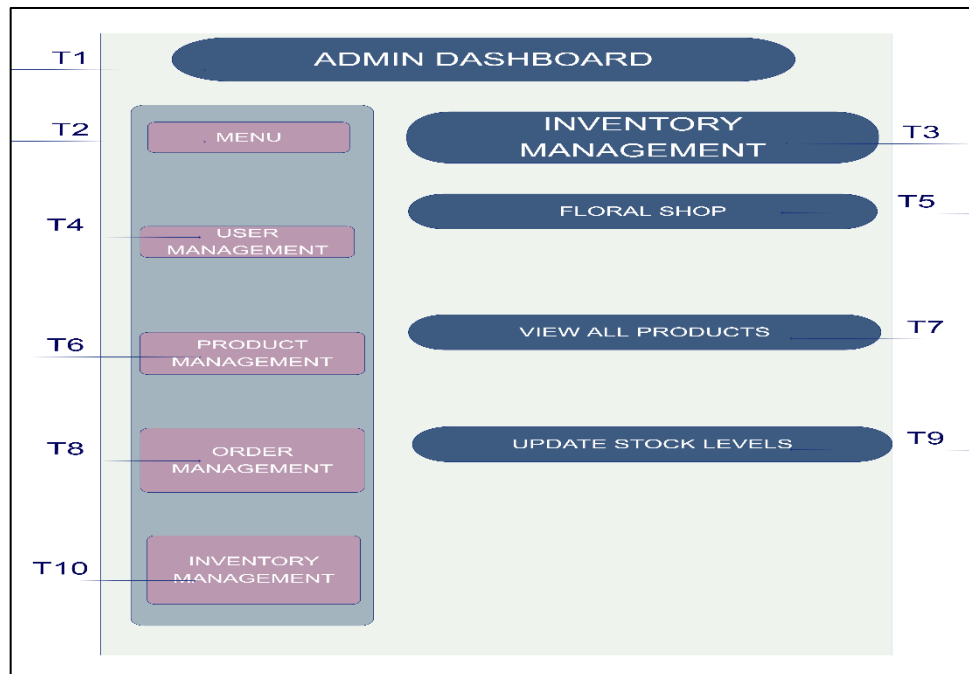 T1
ADMIN DASHBOARD
T2
MENU
INVENTORY
MANAGEMENT
T3
T4
USER
MANAGEMENT
FLORAL SHOP
T5
T6
PRODUCT
MANAGEMENT
VIEW ALL PRODUCTS
T7
T8
ORDER
MANAGEMENT
UPDATE STOCK LEVELS
T9
T10
INVENTORY
MANAGEMENT